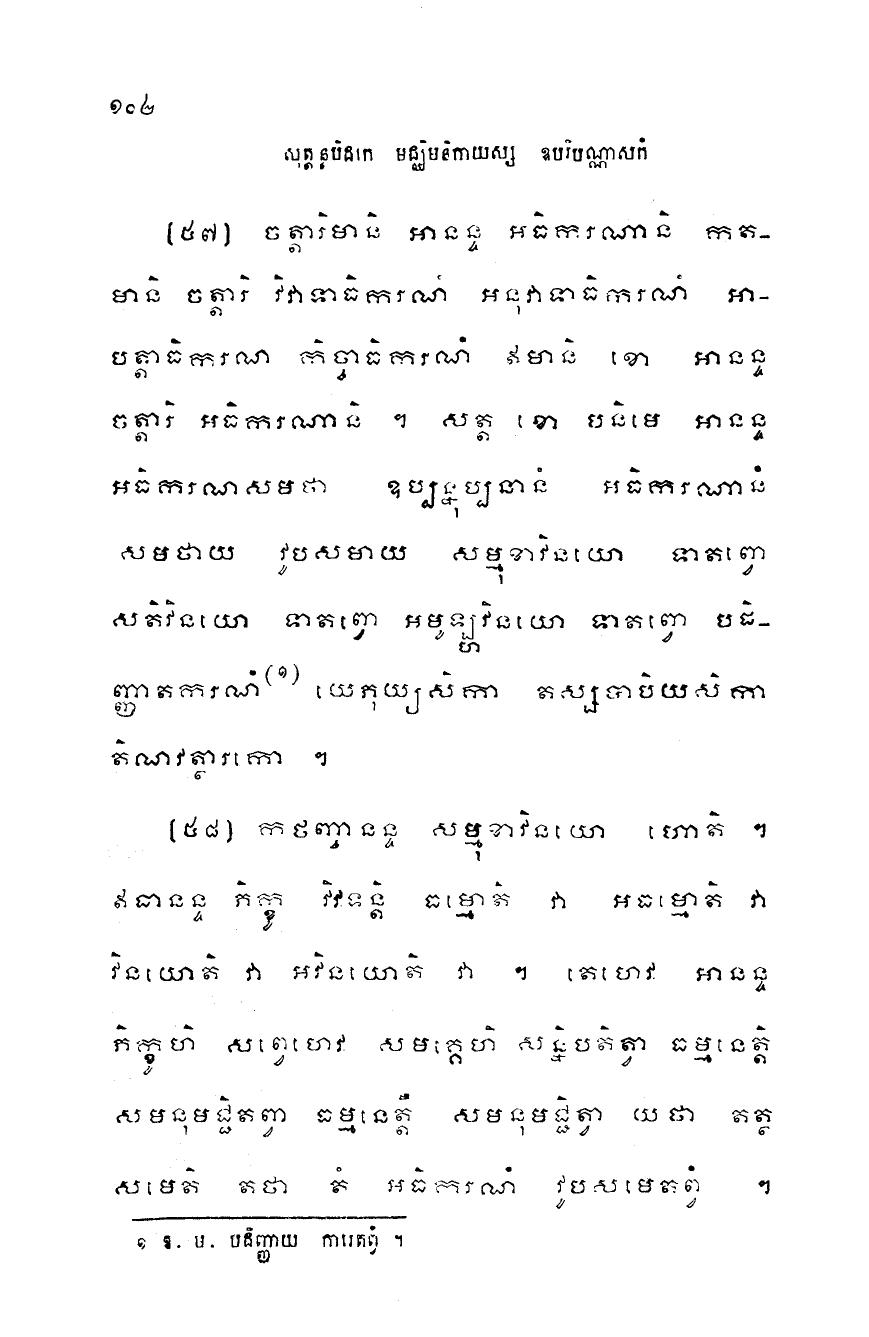 ១០៤
សុត្តន្តបិដកេ មជ្ឈិមនិកាយស្ស ឧបរិបណ្ណាសកំ
(៥៧) ចត្តារិមានិ អានន្ទ អធិករណានិ កត-
មានិ ចត្តារិ វិវាទាធិករណំ អនុវាទាធិករណំ អា-
បត្តាធិករណ កិច្ចាធិករណំ ឥមានិ ខោ អានន្ទ
ចត្តារិ អធិករណានិ ។ សត្ត ខោ បនិមេ អានន្ទ
អធិករណសមថា ឧប្បន្នុប្បន្នានំ អធិករណានំ
សមថាយ វូបសមាយ សម្មុខាវិនយោ ទាតព្វោ
សតិវិនយោ ទាតព្វោ អមូឡ្ហវិនយោ ទាតព្វោ បដិ-
ញ្ញាតករណំ(១) យេភុយ្យសិកា តស្សបាបិយសិកា
តិណវត្ថារកោ ។
(៥៨) កថញ្ចានន្ទ សម្មុខាវិនយោ ហោតិ ។
ឥធានន្ទ ភិក្ខូ វិវទន្តិ ធម្មោតិ វា អធម្មោតិ វា
វិនយោតិ វា អវិនយោតិ វា ។ តេហេវ អានន្ទ
ភិក្ខូហិ សព្វេហេវ សមគ្គេហិ សន្និបតិត្វា ធម្មនេត្តិ
សមនុមជ្ជិតព្វា ធម្មនេត្តឹ សមនុមជ្ជិត្វា យថា តត្ថ
សមេតិ តថា តំ អធិករណំ វូបសមេតព្វំ ។
១ ឱ. ម. បដិញ្ញាយ ការេតព្វំ ។